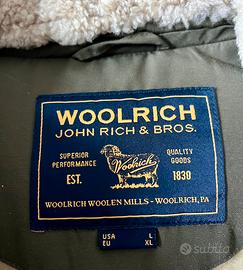 WOOLRICH
JOHN RICH & BROS.
SUPERIOR PERFORMANCE
Woolrich
QUALITY GOODS
EST.
1830
WOOLRICH WOOLEN MILLS - WOOLRICH, PA
USA L
EU XL
subito